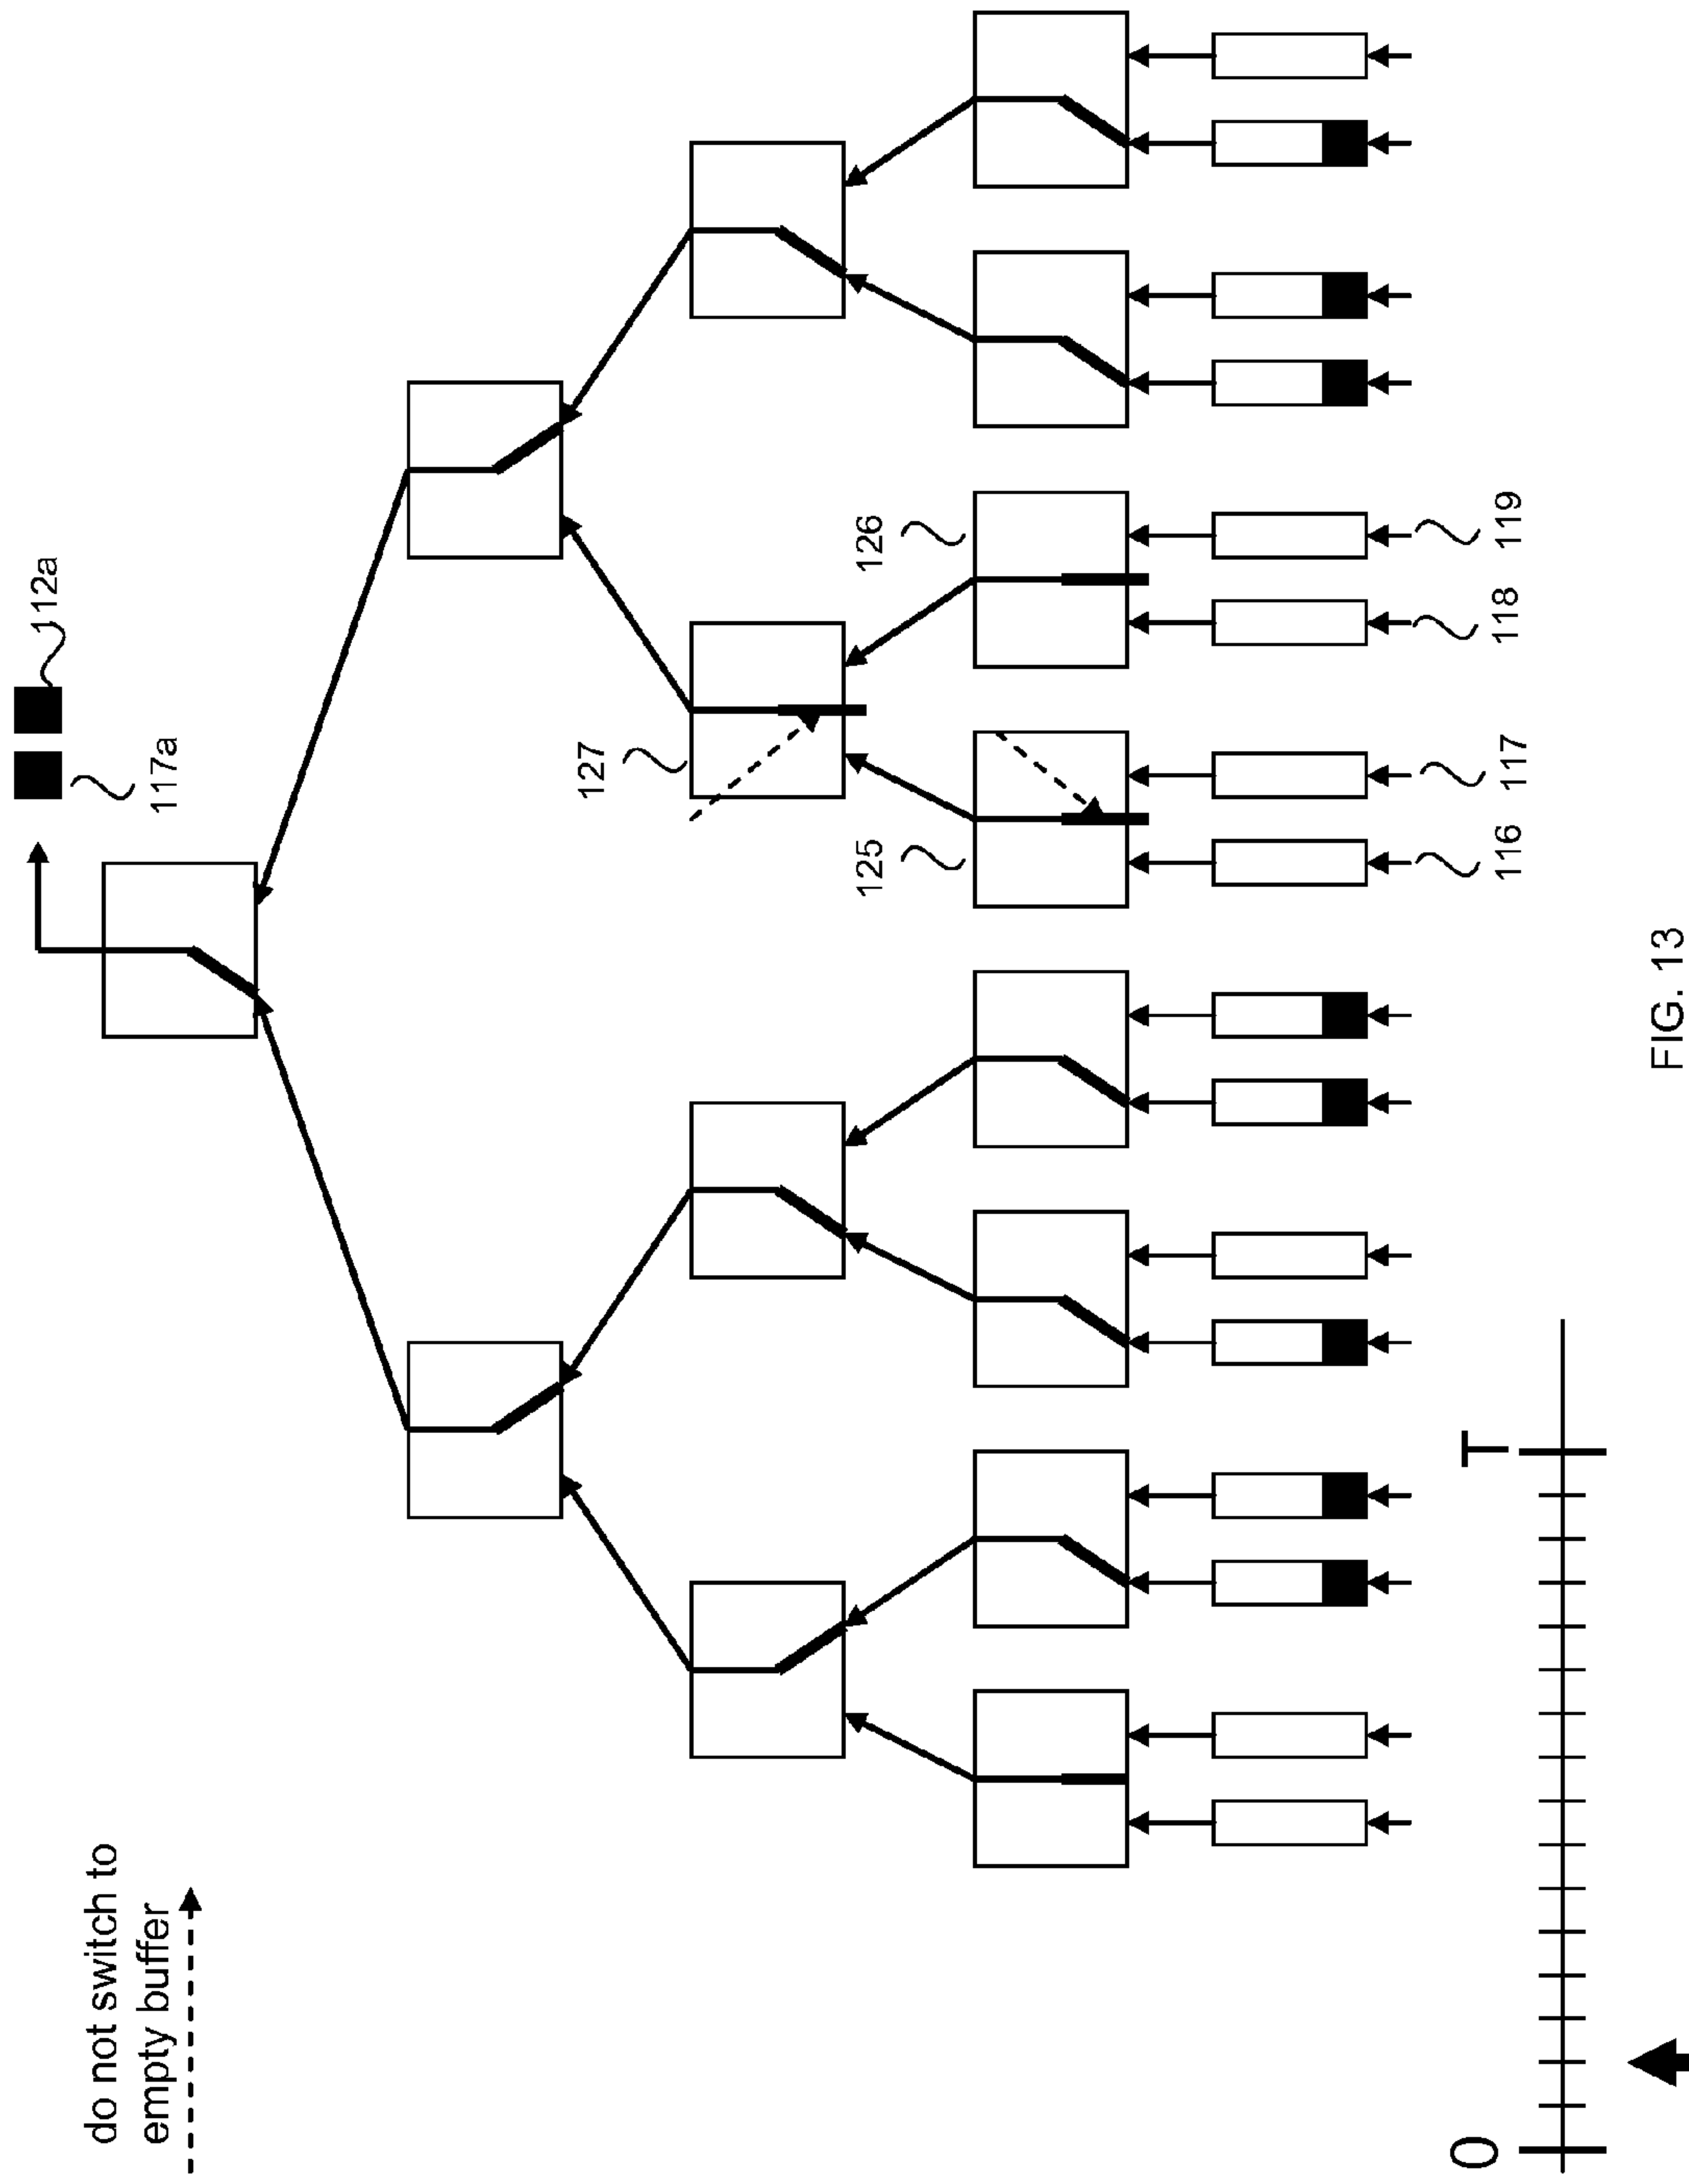 do not switch to
empty buffer
117a
112a
127
125
126
116
117
118
119
0
T
FIG. 13